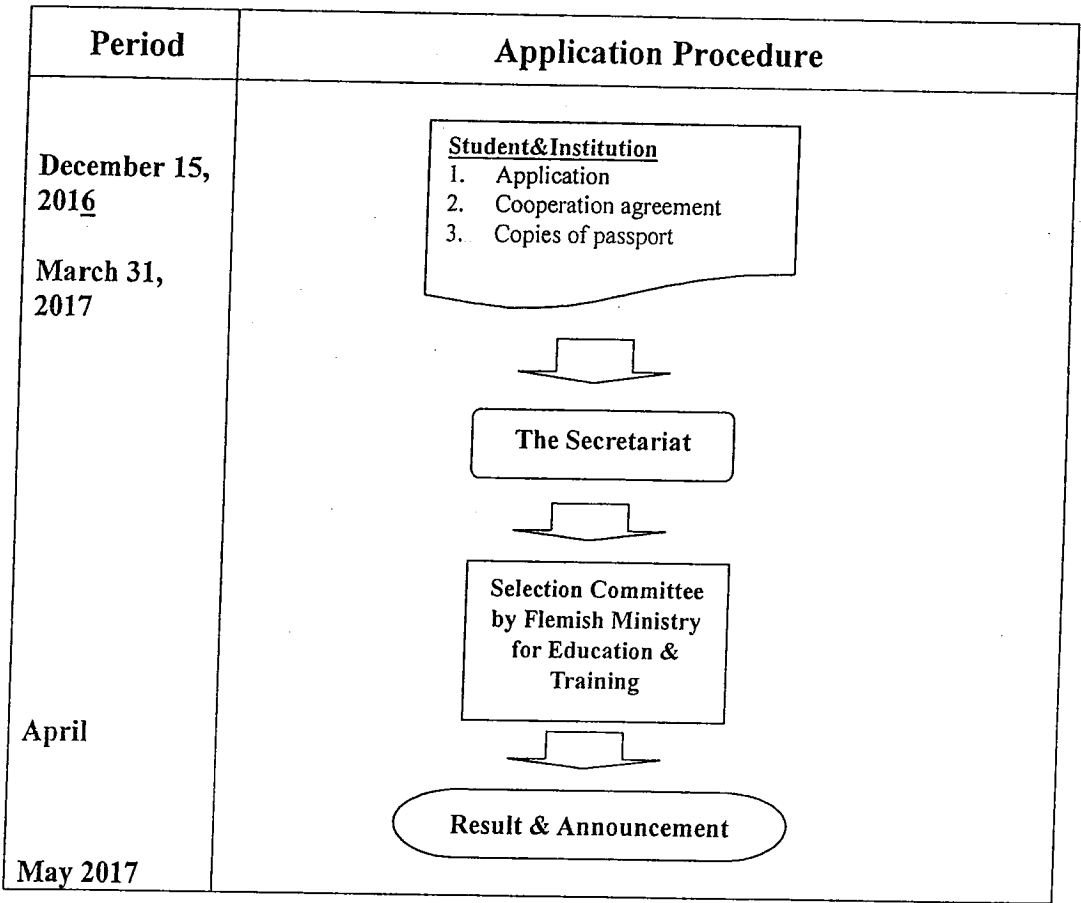 Period
Application Procedure
December 15,
2016
March 31,
2017
Student&Institution
1. Application
2. Cooperation agreement
3. Copies of passport
The Secretariat
Selection Committee
by Flemish Ministry
for Education &
Training
April
Result & Announcement
May 2017